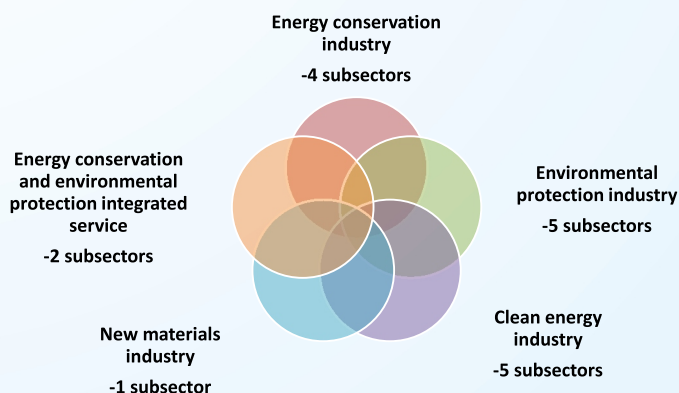 Energy conservation
industry
-4 subsectors
Environmental
protection industry
-5 subsectors
Clean energy
industry
-5 subsectors
New materials
industry
-1 subsector
Energy conservation
and environmental
protection integrated
service
-2 subsectors